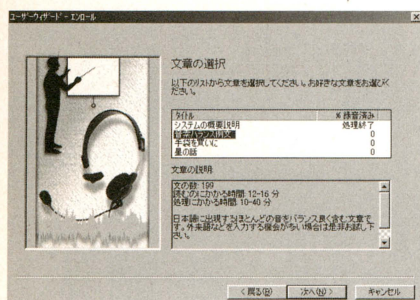 ユーザーウィザード - エンロール
文章の選択
以下のリストから文章を選択してください。お好きな文章をお選びく
ださい。
タイトル % 録音済み
システムの概要説明 処理終了
音素バランス例文 0
手袋を買いに 0
星の話 0
文章の説明
文の数: 199
読むのにかかる時間: 12-16 分
処理にかかる時間: 10-40 分
日本語に出現するほとんどの音をバランス良く含む文章で
す。外来語などを入力する機会が多い場合は是非お試し下
さい。
< 戻る(B) 次へ(N) > キャンセル